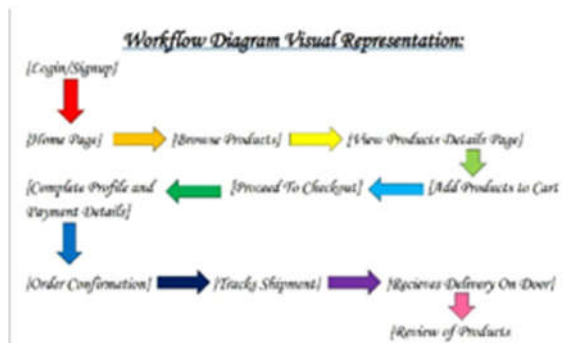 Workflow Diagram Visual Representation:
[Login/Signup]
[Home Page] [Browse Products] [View Products Details Page]
[Complete Profile and [Proceed To Checkout] [Add Products to Cart
Payment Details]
[Order Confirmation] [Tracks Shipment] [Recieves Delivery On Door]
[Review of Products